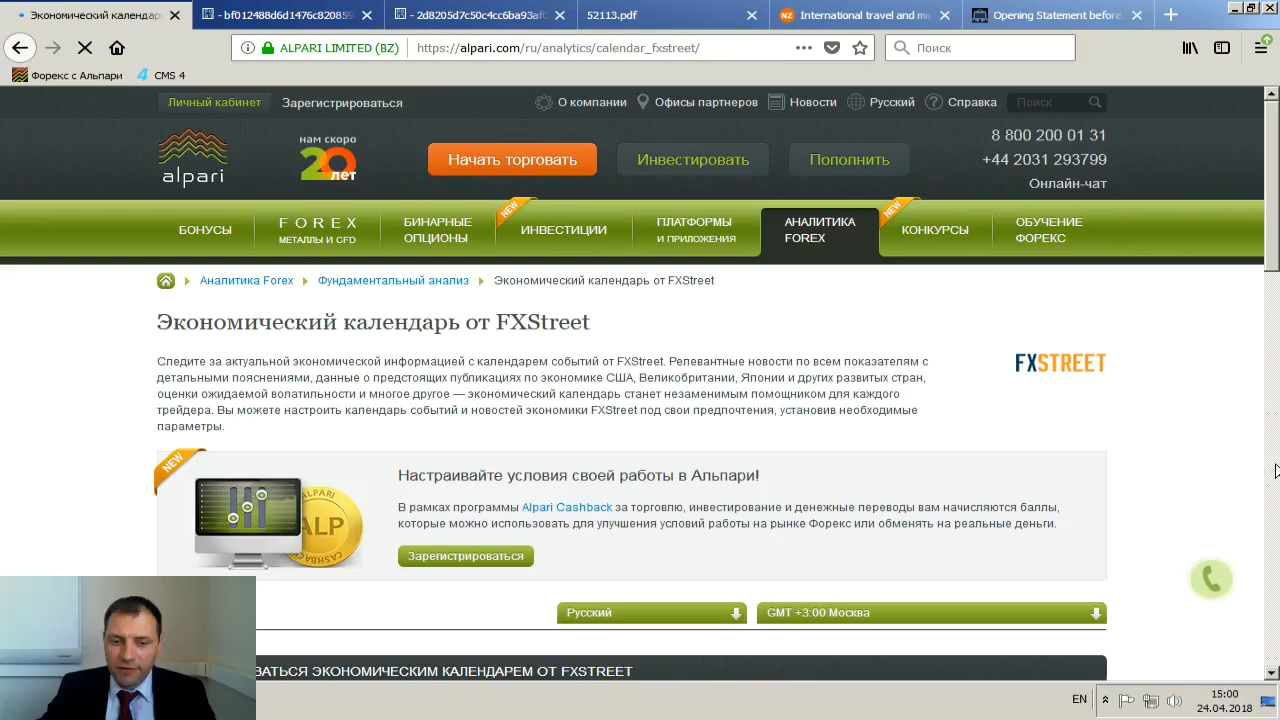 Экономический календарь
- bf012488d6d1476c820859
- 2d8205d7c50c4cc6ba93af
52113.pdf
International travel and mig
Opening Statement before
ALPARI LIMITED (BZ)
https://alpari.com/ru/analytics/calendar_fxstreet/
Поиск
Форекс с Альпари
CMS 4
Личный кабинет
Зарегистрироваться
О компании
Офисы партнеров
Новости
Русский
Справка
Поиск
alpari
нам скоро
20 лет
Начать торговать
Инвестировать
Пополнить
8 800 200 01 31
+44 2031 293799
Онлайн-чат
БОНУСЫ
FOREX
МЕТАЛЛЫ И CFD
БИНАРНЫЕ
ОПЦИОНЫ
NEW
ИНВЕСТИЦИИ
ПЛАТФОРМЫ
И ПРИЛОЖЕНИЯ
АНАЛИТИКА
FOREX
NEW
КОНКУРСЫ
ОБУЧЕНИЕ
ФОРЕКС
Аналитика Forex
Фундаментальный анализ
Экономический календарь от FXStreet
Экономический календарь от FXStreet
Следите за актуальной экономической информацией с календарем событий от FXStreet. Релевантные новости по всем показателям с
детальными пояснениями, данные о предстоящих публикациях по экономике США, Великобритании, Японии и других развитых стран,
оценки ожидаемой волатильности и многое другое — экономический календарь станет незаменимым помощником для каждого
трейдера. Вы можете настроить календарь событий и новостей экономики FXStreet под свои предпочтения, установив необходимые
параметры.
FXSTREET
NEW
ALPARI
ALP
CASHBACK
Настраивайте условия своей работы в Альпари!
В рамках программы Alpari Cashback за торговлю, инвестирование и денежные переводы вам начисляются баллы,
которые можно использовать для улучшения условий работы на рынке Форекс или обменять на реальные деньги.
Зарегистрироваться
Русский
GMT +3:00 Москва
ВАТЬСЯ ЭКОНОМИЧЕСКИМ КАЛЕНДАРЕМ ОТ FXSTREET
EN
15:00
24.04.2018